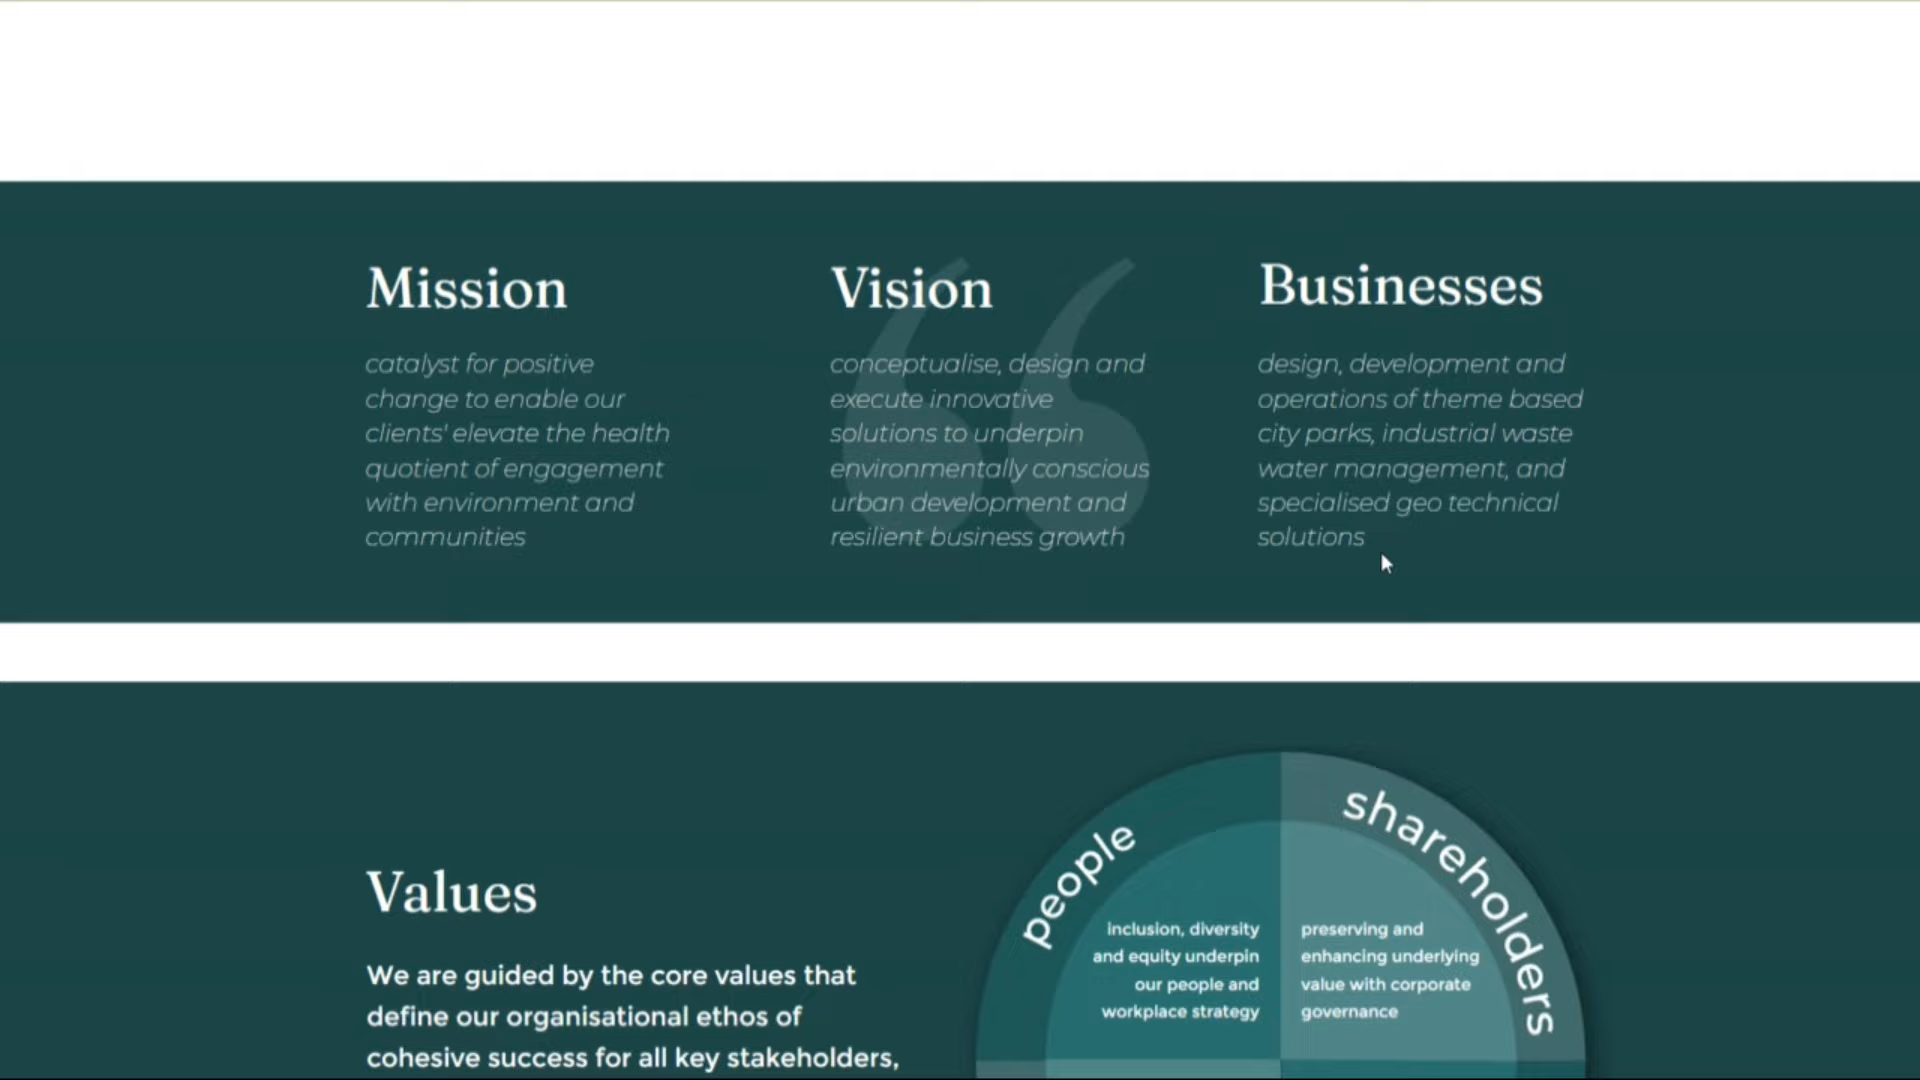 Mission
catalyst for positive
change to enable our
clients' elevate the health
quotient of engagement
with environment and
communities
Vision
conceptualise, design and
execute innovative
solutions to underpin
environmentally conscious
urban development and
resilient business growth
Businesses
design, development and
operations of theme based
city parks, industrial waste
water management, and
specialised geo technical
solutions
Values
We are guided by the core values that
define our organisational ethos of
cohesive success for all key stakeholders,
people
inclusion, diversity
and equity underpin
our people and
workplace strategy
shareholders
preserving and
enhancing underlying
value with corporate
governance